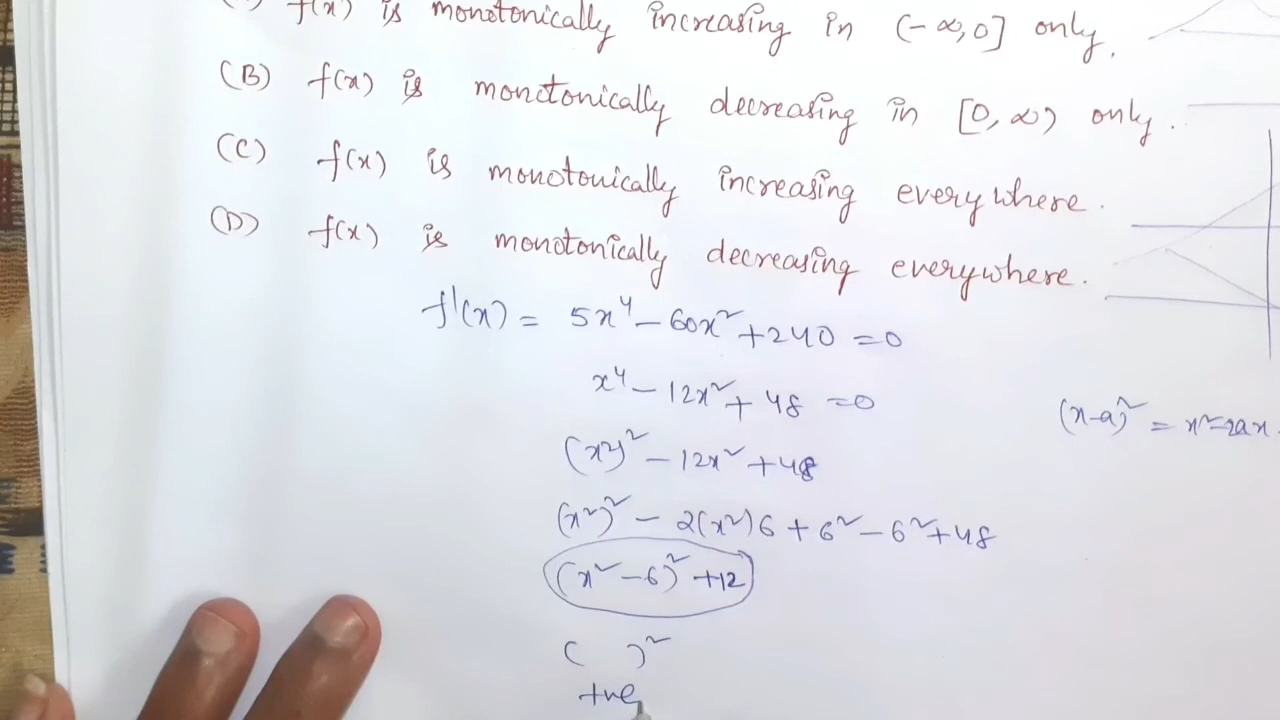 f(x) is monotonically increasing in (-∞,0] only.
(B) f(x) is monotonically decreasing in [0, ∞) only.
(C) f(x) is monotonically increasing everywhere.
(D) f(x) is monotonically decreasing everywhere.
f'(x) = 5x⁴ - 60x² + 240 = 0
x⁴ - 12x² + 48 = 0
(x-a)² = x²-2ax
(x²)² - 12x² + 48
(x²)² - 2(x²)6 + 6² - 6² + 48
(x² - 6)² + 12
( )²
+ve